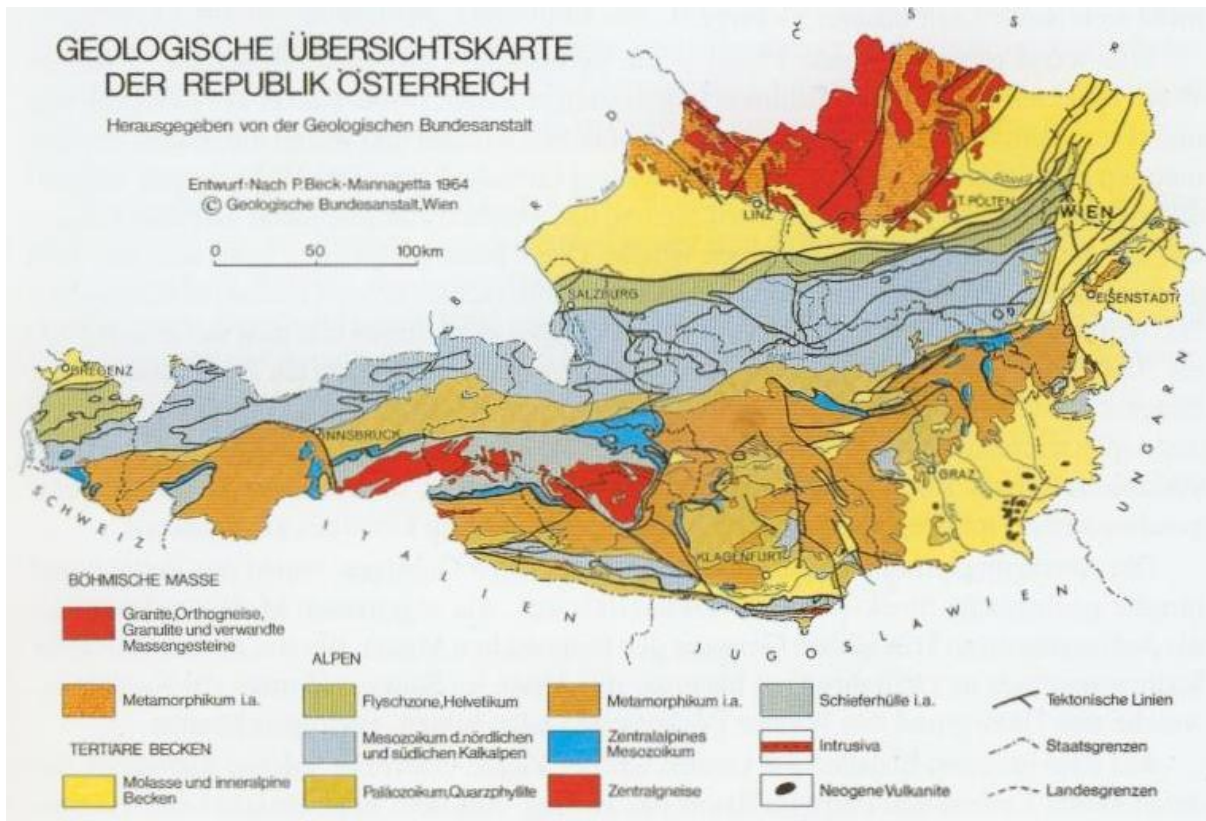 GEOLOGISCHE ÜBERSICHTSKARTE
DER REPUBLIK ÖSTERREICH
Herausgegeben von der Geologischen Bundesanstalt
Entwurf: Nach P. Beck-Mannagetta 1964
© Geologische Bundesanstalt, Wien
0 50 100 km
Č S S R
B R D
LINZ
ST. PÖLTEN
Donau
WIEN
SALZBURG
EISENSTADT
BREGENZ
INNSBRUCK
GRAZ
KLAGENFURT
SCHWEIZ
ITALIEN
JUGOSLAWIEN
UNGARN
BÖHMISCHE MASSE
Granite, Orthogneise,
Granulite und verwandte
Massengesteine
Metamorphikum i.a.
TERTIÄRE BECKEN
Molasse und inneralpine
Becken
ALPEN
Flyschzone, Helvetikum
Mesozoikum d. nördlichen
und südlichen Kalkalpen
Paläozoikum, Quarzphyllite
Metamorphikum i.a.
Zentralalpines
Mesozoikum
Zentralgneise
Schieferhülle i.a.
Intrusiva
Neogene Vulkanite
Tektonische Linien
Staatsgrenzen
Landesgrenzen